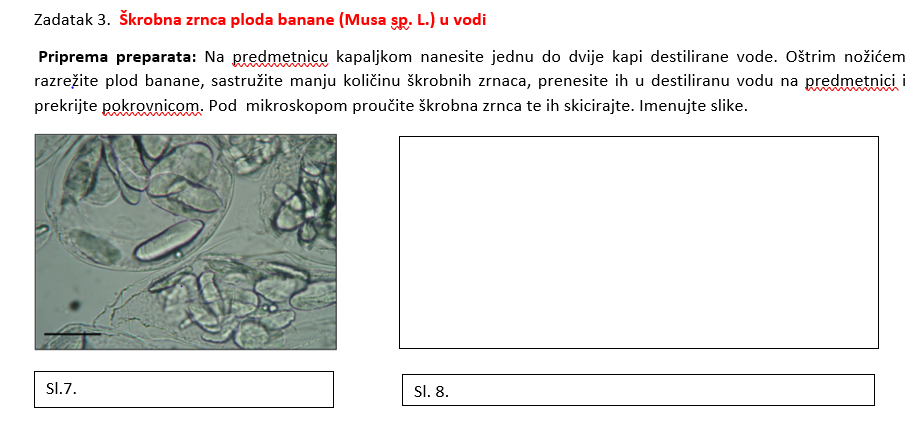 Zadatak 3. Škrobna zrnca ploda banane (Musa sp. L.) u vodi
Priprema preparata: Na predmetnicu kapaljkom nanesite jednu do dvije kapi destilirane vode. Oštrim nožićem
razrežite plod banane, sastružite manju količinu škrobnih zrnaca, prenesite ih u destiliranu vodu na predmetnici i
prekrijte pokrovnicom. Pod mikroskopom proučite škrobna zrnca te ih skicirajte. Imenujte slike.
Sl.7.
Sl. 8.